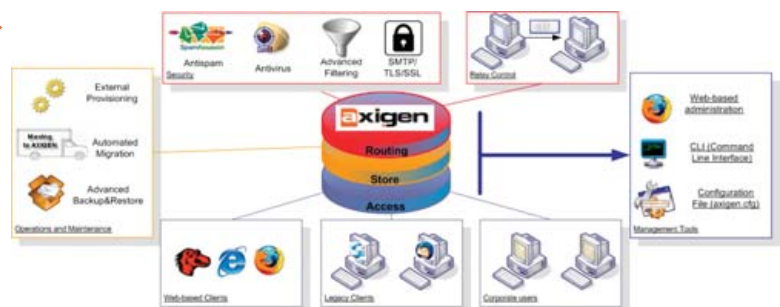 SpamAssassin
Antispam
Antivirus
Advanced
Filtering
SMTP/
TLS/SSL
Security
Relay Control
External
Provisioning
Moving
to AXIGEN
Automated
Migration
Advanced
Backup&Restore
Operations and Maintenance
axigen
Routing
Store
Access
Web-based
administration
CLI (Command
Line Interface)
Configuration
File (axigen.cfg)
Management Tools
Web-based Clients
Legacy Clients
Corporate users